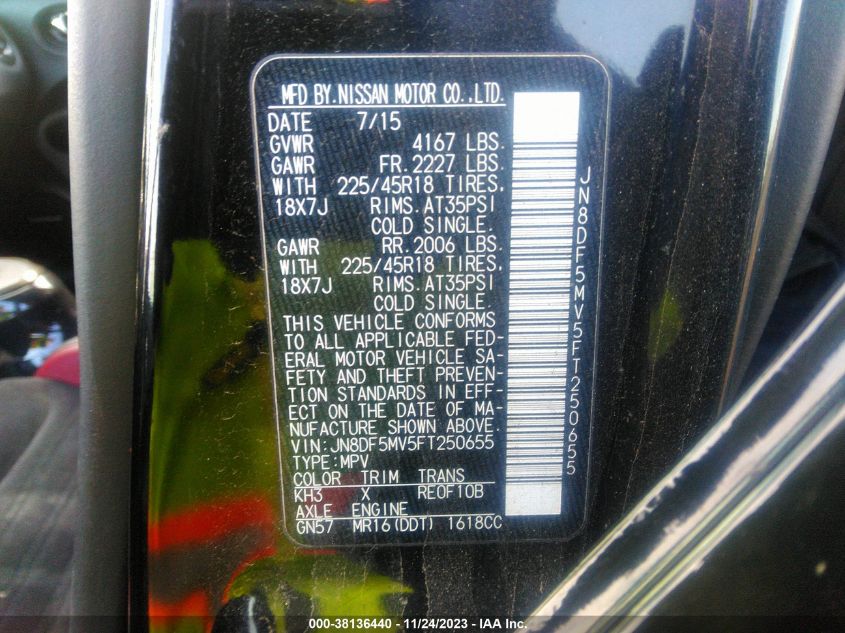 MFD BY.NISSAN MOTOR CO.,LTD.
DATE 7/15
GVWR 4167 LBS.
GAWR FR.2227 LBS.
WITH 225/45R18 TIRES,
18X7J RIMS.AT35PSI
COLD SINGLE.
GAWR RR.2006 LBS.
WITH 225/45R18 TIRES,
18X7J RIMS.AT35PSI
COLD SINGLE.
THIS VEHICLE CONFORMS
TO ALL APPLICABLE FED-
ERAL MOTOR VEHICLE SA-
FETY AND THEFT PREVEN-
TION STANDARDS IN EFF-
ECT ON THE DATE OF MA-
NUFACTURE SHOWN ABOVE.
VIN:JN8DF5MV5FT250655
TYPE:MPV
COLOR TRIM TRANS
KH3 X RE0F10B
AXLE ENGINE
GN57 MR16(DDT) 1618CC
JN8DF5MV5FT250655
000-38136440 - 11/24/2023 - IAA Inc.